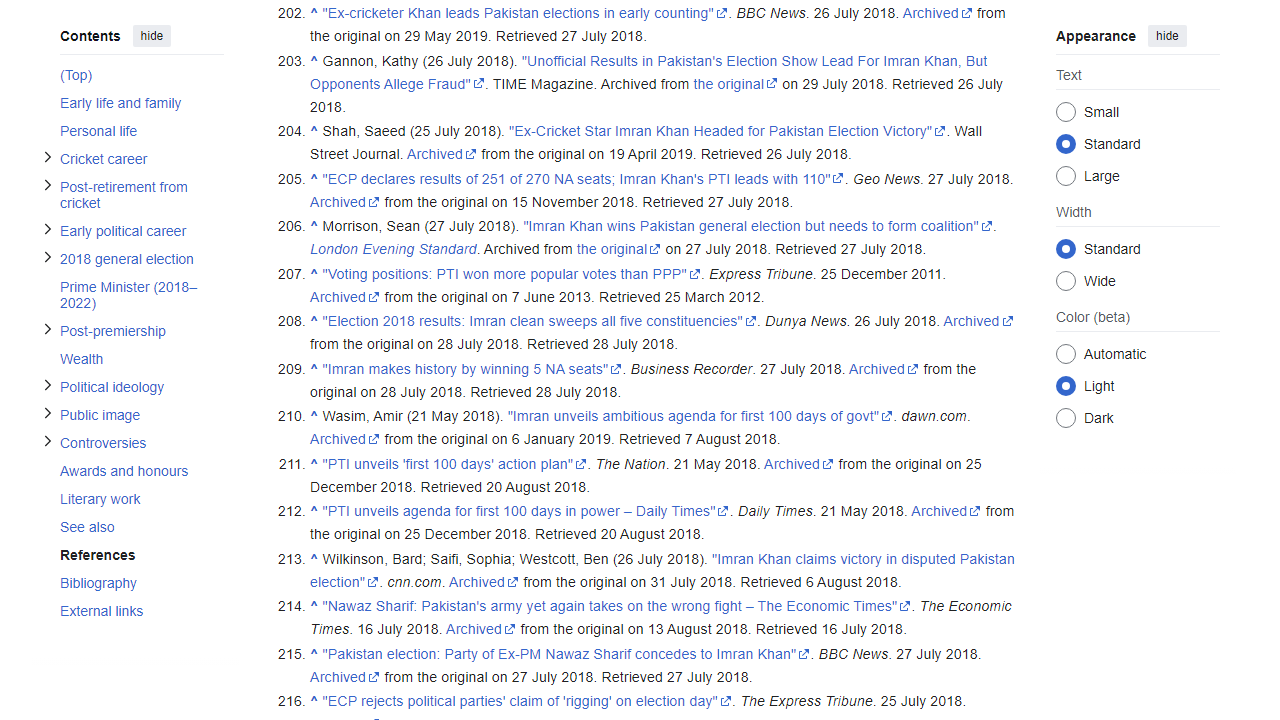 Contents hide
(Top)
Early life and family
Personal life
Cricket career
Post-retirement from
cricket
Early political career
2018 general election
Prime Minister (2018–
2022)
Post-premiership
Wealth
Political ideology
Public image
Controversies
Awards and honours
Literary work
See also
References
Bibliography
External links
202. ^ "Ex-cricketer Khan leads Pakistan elections in early counting". BBC News. 26 July 2018. Archived from
the original on 29 May 2019. Retrieved 27 July 2018.
203. ^ Gannon, Kathy (26 July 2018). "Unofficial Results in Pakistan's Election Show Lead For Imran Khan, But
Opponents Allege Fraud". TIME Magazine. Archived from the original on 29 July 2018. Retrieved 26 July
2018.
204. ^ Shah, Saeed (25 July 2018). "Ex-Cricket Star Imran Khan Headed for Pakistan Election Victory". Wall
Street Journal. Archived from the original on 19 April 2019. Retrieved 26 July 2018.
205. ^ "ECP declares results of 251 of 270 NA seats; Imran Khan's PTI leads with 110". Geo News. 27 July 2018.
Archived from the original on 15 November 2018. Retrieved 27 July 2018.
206. ^ Morrison, Sean (27 July 2018). "Imran Khan wins Pakistan general election but needs to form coalition".
London Evening Standard. Archived from the original on 27 July 2018. Retrieved 27 July 2018.
207. ^ "Voting positions: PTI won more popular votes than PPP". Express Tribune. 25 December 2011.
Archived from the original on 7 June 2013. Retrieved 25 March 2012.
208. ^ "Election 2018 results: Imran clean sweeps all five constituencies". Dunya News. 26 July 2018. Archived
from the original on 28 July 2018. Retrieved 28 July 2018.
209. ^ "Imran makes history by winning 5 NA seats". Business Recorder. 27 July 2018. Archived from the
original on 28 July 2018. Retrieved 28 July 2018.
210. ^ Wasim, Amir (21 May 2018). "Imran unveils ambitious agenda for first 100 days of govt". dawn.com.
Archived from the original on 6 January 2019. Retrieved 7 August 2018.
211. ^ "PTI unveils 'first 100 days' action plan". The Nation. 21 May 2018. Archived from the original on 25
December 2018. Retrieved 20 August 2018.
212. ^ "PTI unveils agenda for first 100 days in power – Daily Times". Daily Times. 21 May 2018. Archived from
the original on 25 December 2018. Retrieved 20 August 2018.
213. ^ Wilkinson, Bard; Saifi, Sophia; Westcott, Ben (26 July 2018). "Imran Khan claims victory in disputed Pakistan
election". cnn.com. Archived from the original on 31 July 2018. Retrieved 6 August 2018.
214. ^ "Nawaz Sharif: Pakistan's army yet again takes on the wrong fight – The Economic Times". The Economic
Times. 16 July 2018. Archived from the original on 13 August 2018. Retrieved 16 July 2018.
215. ^ "Pakistan election: Party of Ex-PM Nawaz Sharif concedes to Imran Khan". BBC News. 27 July 2018.
Archived from the original on 27 July 2018. Retrieved 27 July 2018.
216. ^ "ECP rejects political parties' claim of 'rigging' on election day". The Express Tribune. 25 July 2018.
Appearance hide
Text
Small
Standard
Large
Width
Standard
Wide
Color (beta)
Automatic
Light
Dark